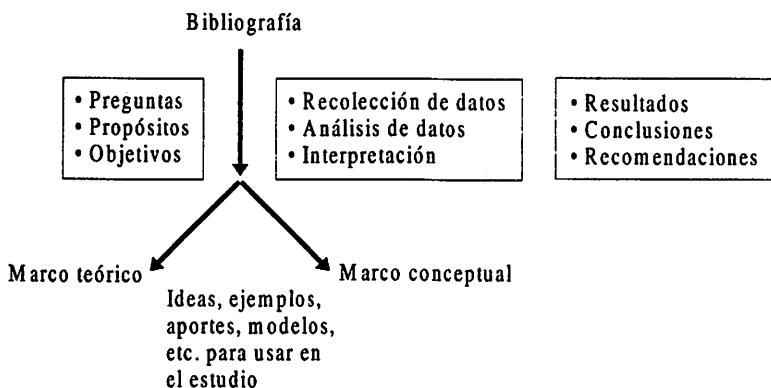 Bibliografía
• Preguntas
• Propósitos
• Objetivos
• Recolección de datos
• Análisis de datos
• Interpretación
• Resultados
• Conclusiones
• Recomendaciones
Marco teórico
Marco conceptual
Ideas, ejemplos,
aportes, modelos,
etc. para usar en
el estudio